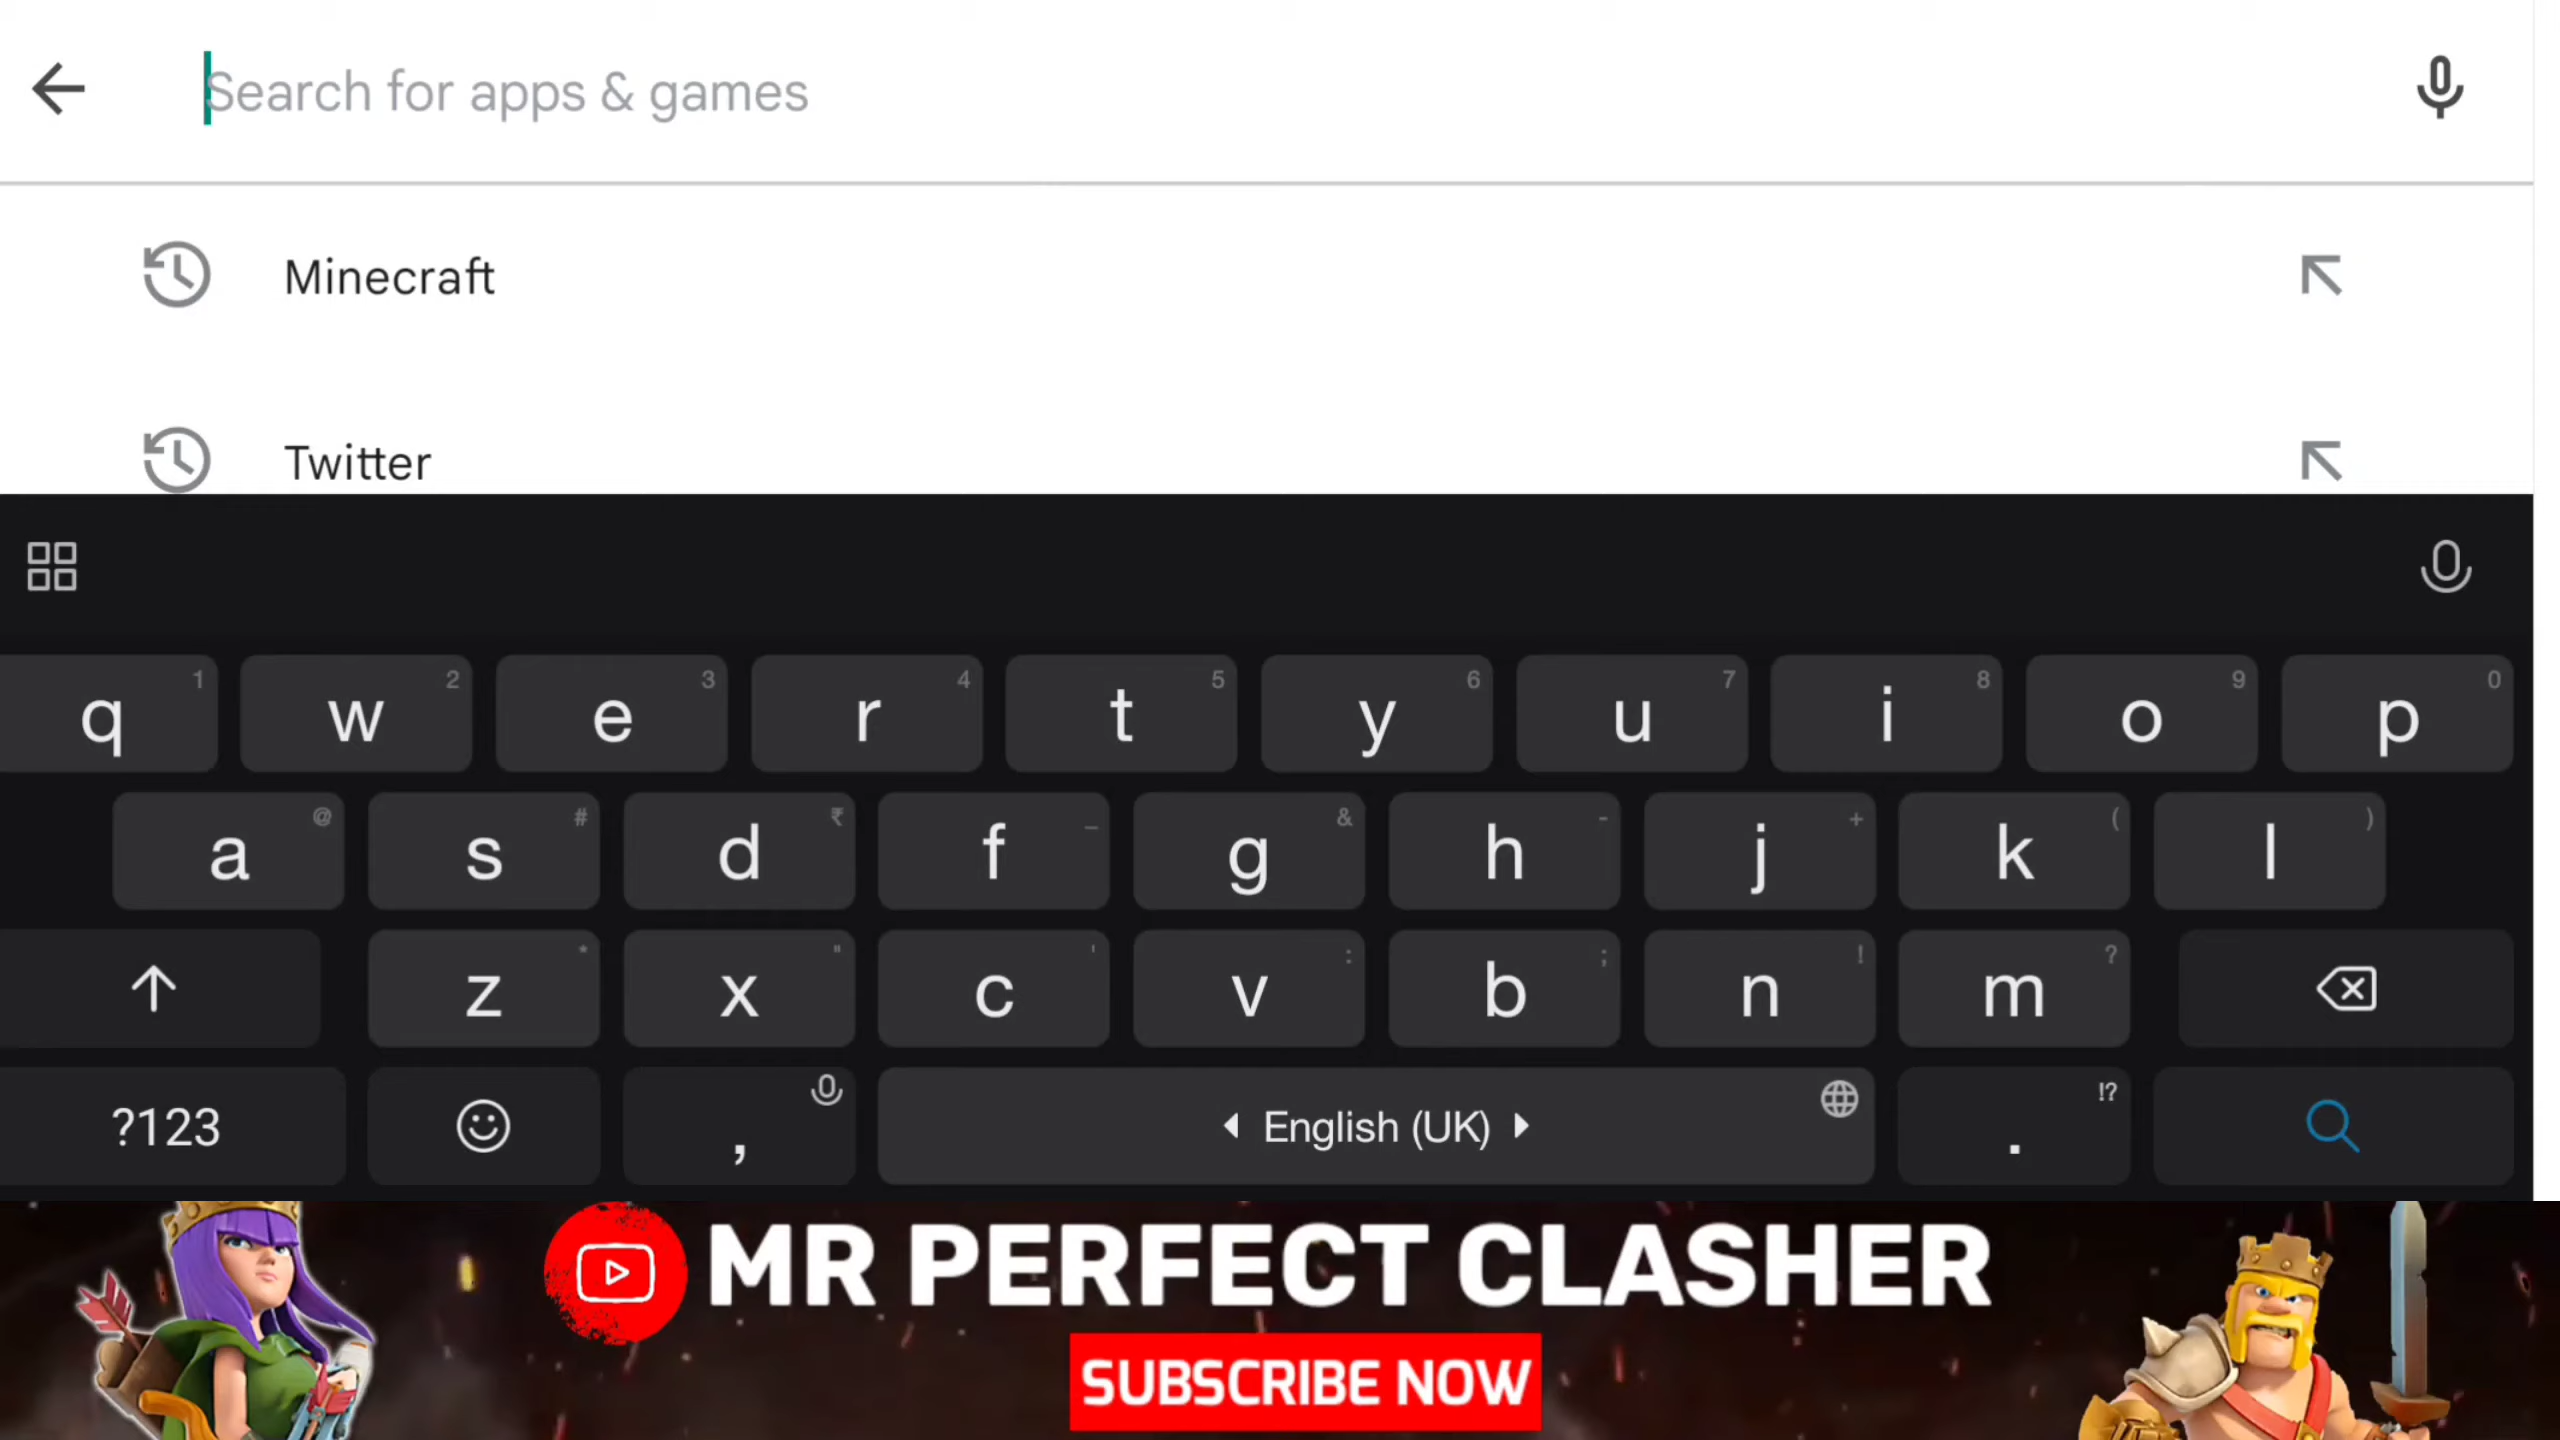 Search for apps & games
Minecraft
Twitter
q 1 w 2 e 3 r 4 t 5 y 6 u 7 i 8 o 9 p 0
a @ s # d ₹ f _ g & h - j + k ( l )
z * x " c ' v : b ; n ! m ?
?123 , English (UK) . !?
MR PERFECT CLASHER
SUBSCRIBE NOW